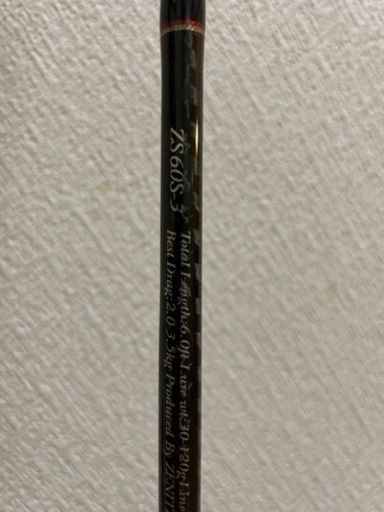 ZS60S-3
Total Length:6.0ft Lure wt:30-120g Line
Best Drag:2.0-3.5kg Produced By ZENIT